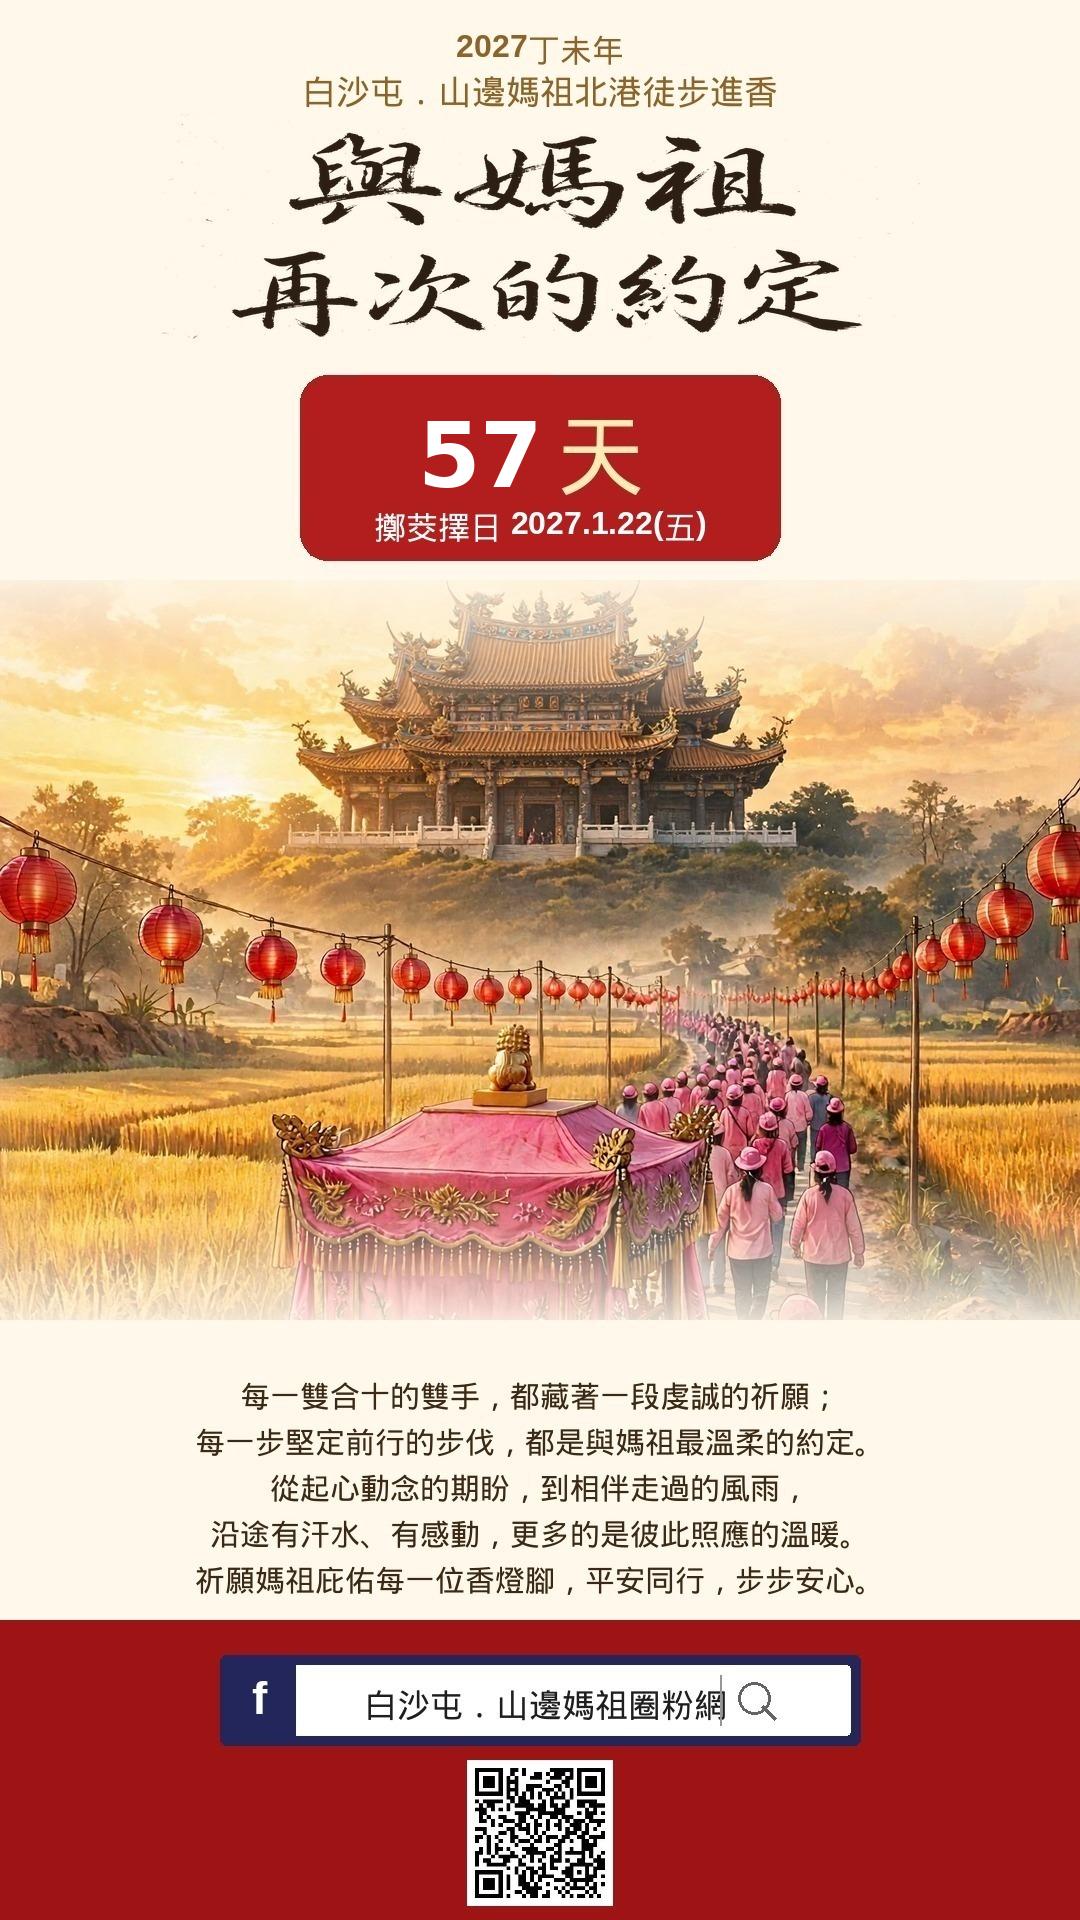 2027丁未年
白沙屯．山邊媽祖北港徒步進香
與媽祖
再次的約定
57 天
擲茭擇日 2027.1.22(五)
每一雙合十的雙手，都藏著一段虔誠的祈願；
每一步堅定前行的步伐，都是與媽祖最溫柔的約定。
從起心動念的期盼，到相伴走過的風雨，
沿途有汗水、有感動，更多的是彼此照應的溫暖。
祈願媽祖庇佑每一位香燈腳，平安同行，步步安心。
f 白沙屯．山邊媽祖圈粉網